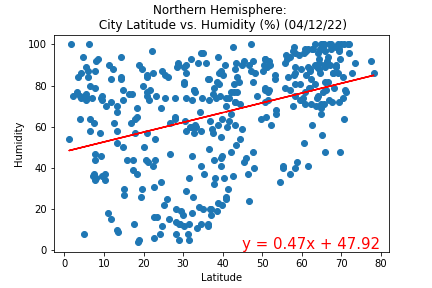 Northern Hemisphere:
City Latitude vs. Humidity (%) (04/12/22)
Humidity
100
80
60
40
20
0
y = 0.47x + 47.92
0 10 20 30 40 50 60 70 80
Latitude